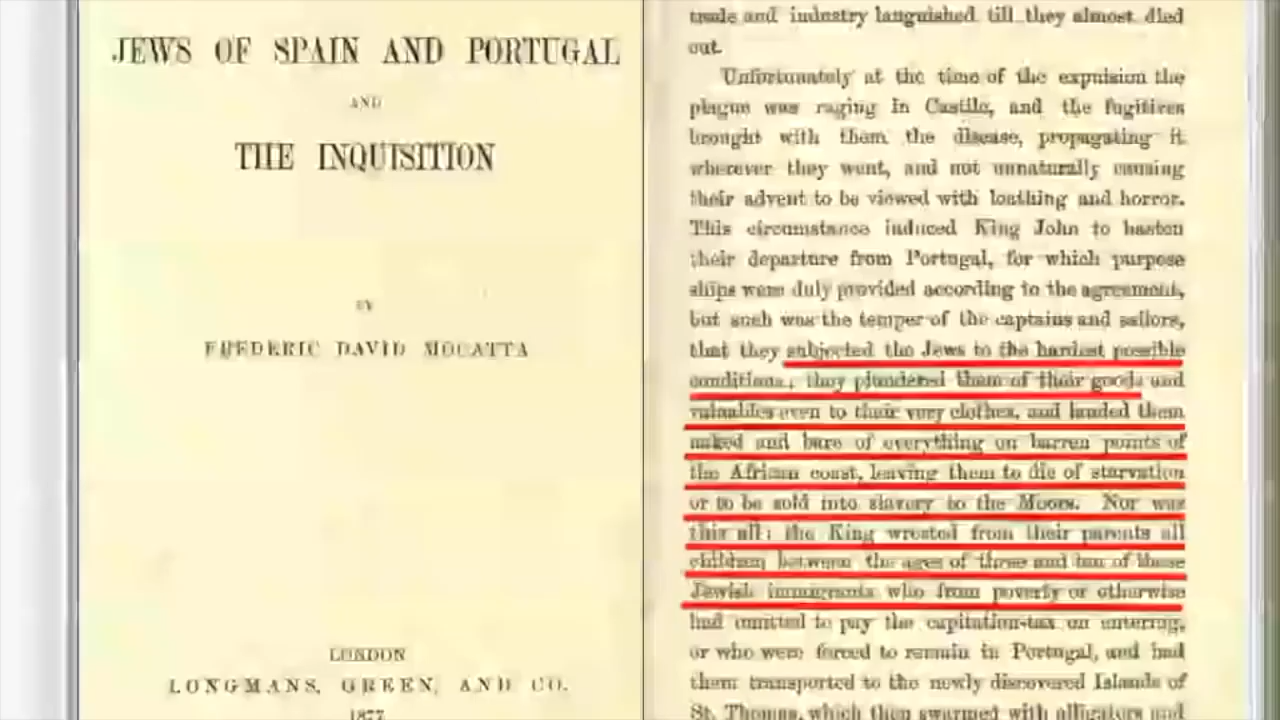 JEWS OF SPAIN AND PORTUGAL
AND
THE INQUISITION
BY
FREDERIC DAVID MOCATTA
LONDON
LONGMANS, GREEN, AND CO.
1877
trade and industry languished till they almost died
out.
Unfortunately at the time of the expulsion the
plague was raging in Castile, and the fugitives
brought with them the disease, propagating it
wherever they went, and not unnaturally causing
their advent to be viewed with loathing and horror.
This circumstance induced King John to hasten
their departure from Portugal, for which purpose
ships were duly provided according to the agreement,
but such was the temper of the captains and sailors,
that they subjected the Jews to the hardest possible
conditions, they plundered them of their goods and
valuables even to their very clothes, and landed them
naked and bare of everything on barren points of
the African coast, leaving them to die of starvation
or to be sold into slavery to the Moors. Nor was
this all: the King wrested from their parents all
children between the ages of three and ten of these
Jewish immigrants who from poverty or otherwise
had omitted to pay the capitation-tax on entering,
or who were forced to remain in Portugal, and had
them transported to the newly discovered Islands of
St. Thomas, which then swarmed with alligators and